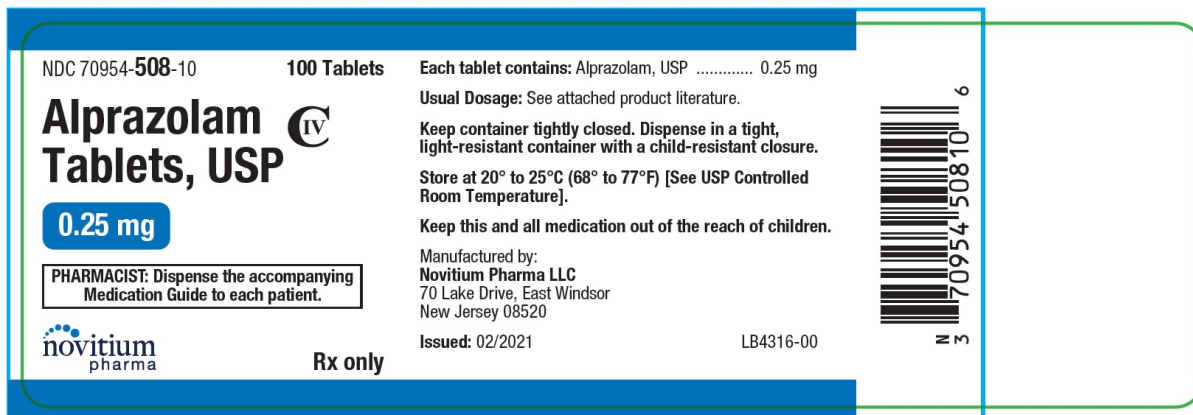 NDC 70954-508-10 100 Tablets
Alprazolam CIV
Tablets, USP
0.25 mg
PHARMACIST: Dispense the accompanying
Medication Guide to each patient.
novitium
pharma
Rx only
Each tablet contains: Alprazolam, USP ............. 0.25 mg
Usual Dosage: See attached product literature.
Keep container tightly closed. Dispense in a tight,
light-resistant container with a child-resistant closure.
Store at 20° to 25°C (68° to 77°F) [See USP Controlled
Room Temperature].
Keep this and all medication out of the reach of children.
Manufactured by:
Novitium Pharma LLC
70 Lake Drive, East Windsor
New Jersey 08520
Issued: 02/2021 LB4316-00
N
3 70954 50810 6